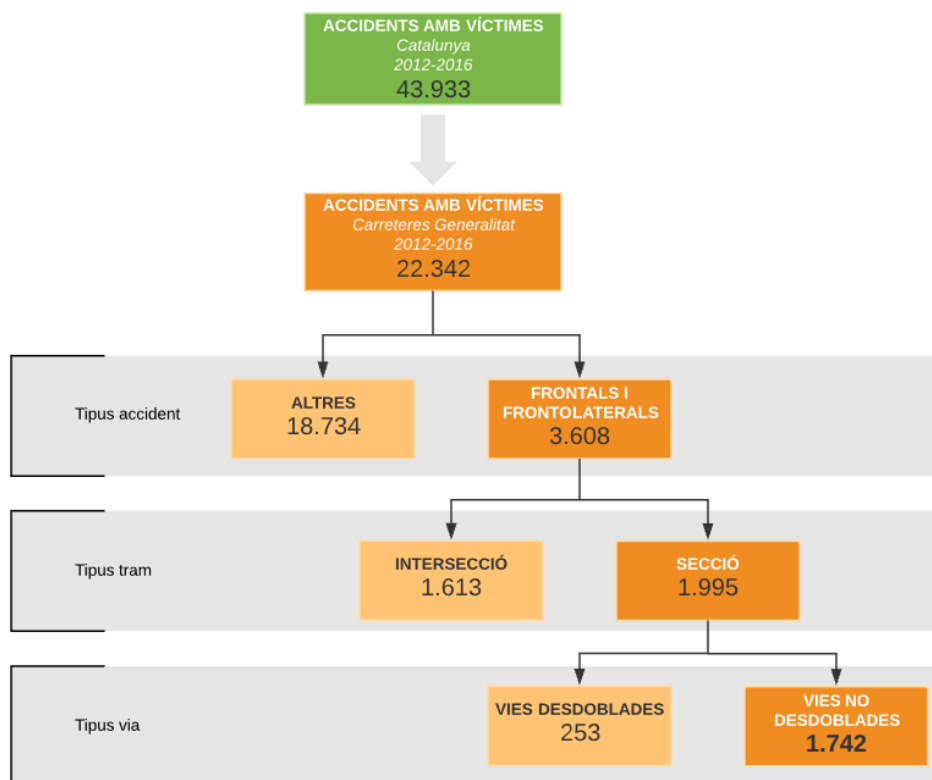 ACCIDENTS AMB VÍCTIMES
Catalunya
2012-2016
43.933
ACCIDENTS AMB VÍCTIMES
Carreteres Generalitat
2012-2016
22.342
Tipus accident
ALTRES
18.734
FRONTALS I
FRONTOLATERALS
3.608
Tipus tram
INTERSECCIÓ
1.613
SECCIÓ
1.995
Tipus via
VIES DESDOBLADES
253
VIES NO
DESDOBLADES
1.742